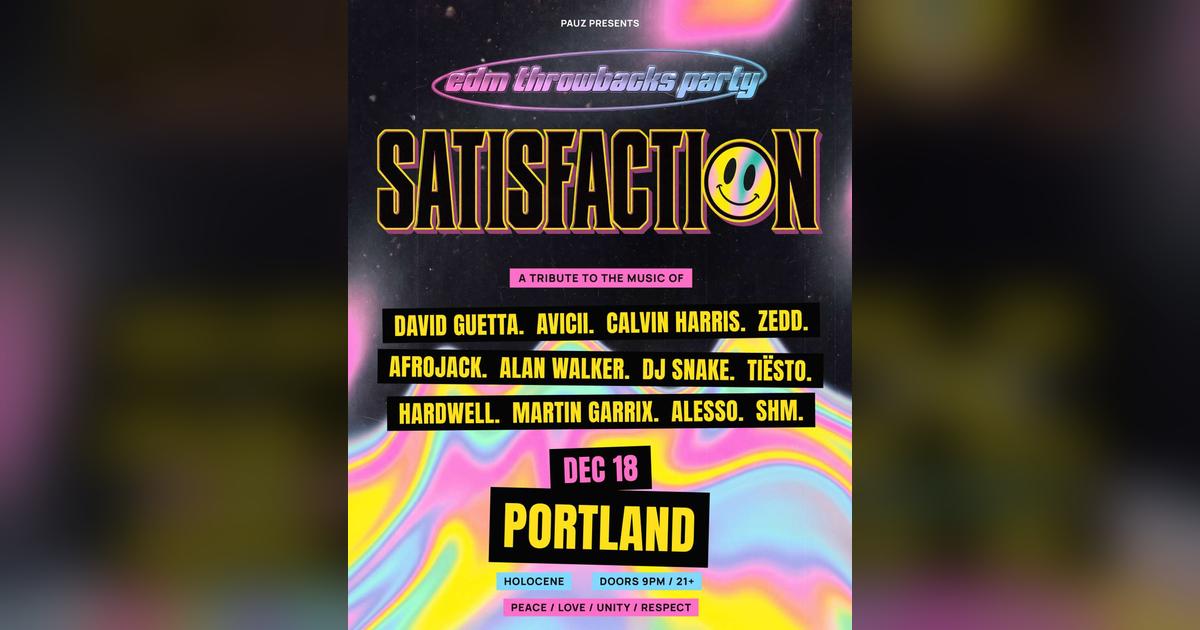 PAUZ PRESENTS
edm throwbacks party
SATISFACTION
A TRIBUTE TO THE MUSIC OF
DAVID GUETTA. AVICII. CALVIN HARRIS. ZEDD.
AFROJACK. ALAN WALKER. DJ SNAKE. TIËSTO.
HARDWELL. MARTIN GARRIX. ALESSO. SHM.
DEC 18
PORTLAND
HOLOCENE DOORS 9PM / 21+
PEACE / LOVE / UNITY / RESPECT